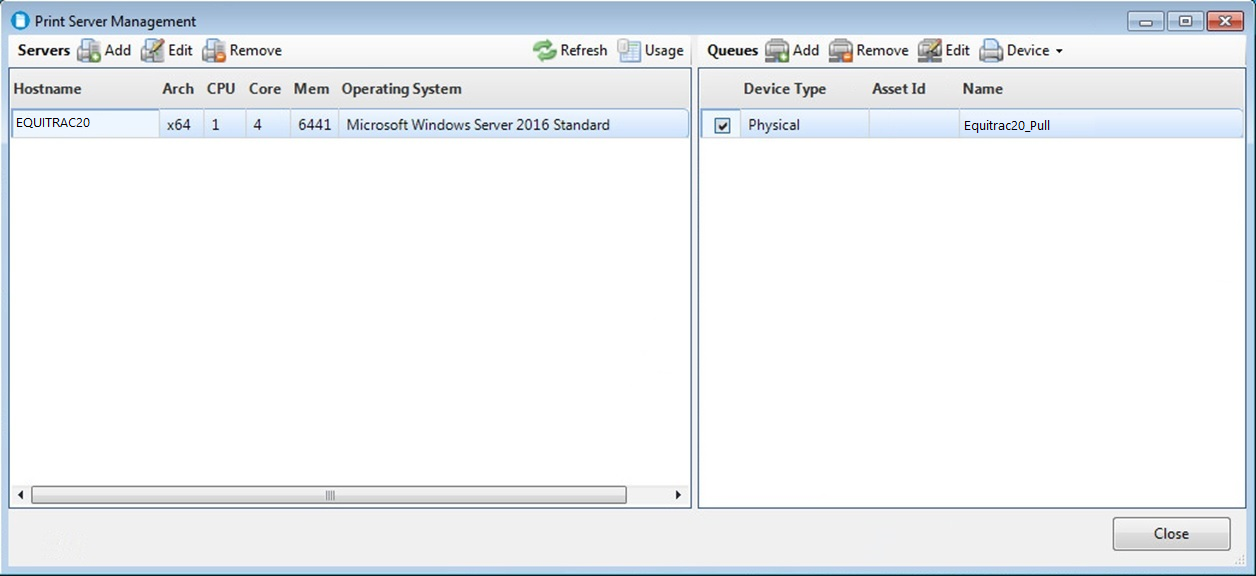 Print Server Management
Servers Add Edit Remove Refresh Usage
Queues Add Remove Edit Device
Hostname Arch CPU Core Mem Operating System
EQUITRAC20 x64 1 4 6441 Microsoft Windows Server 2016 Standard
Device Type Asset Id Name
Physical Equitrac20_Pull
Close